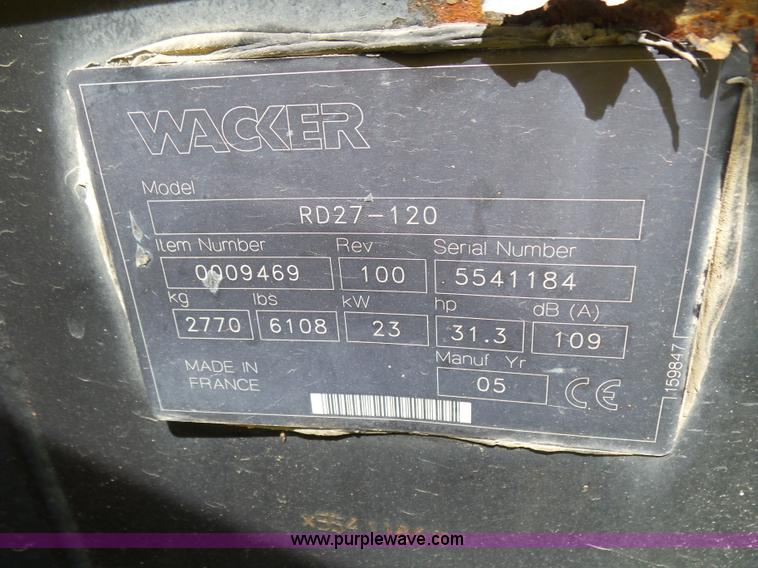 WACKER
Model
RD27-120
Item Number Rev Serial Number
0009469 100 5541184
kg lbs kW hp dB (A)
2770 6108 23 31.3 109
Manuf Yr
MADE IN
FRANCE
05 CE
159847
www.purplewave.com